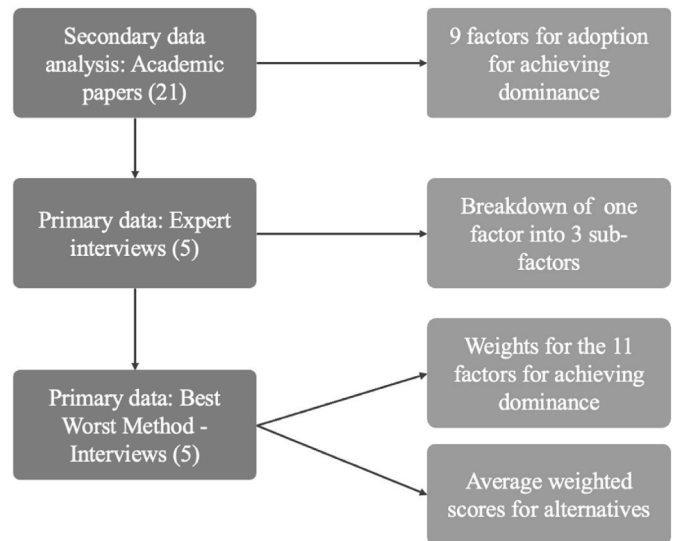 Secondary data
analysis: Academic
papers (21)
9 factors for adoption
for achieving
dominance
Primary data: Expert
interviews (5)
Breakdown of one
factor into 3 sub-
factors
Primary data: Best
Worst Method -
Interviews (5)
Weights for the 11
factors for achieving
dominance
Average weighted
scores for alternatives